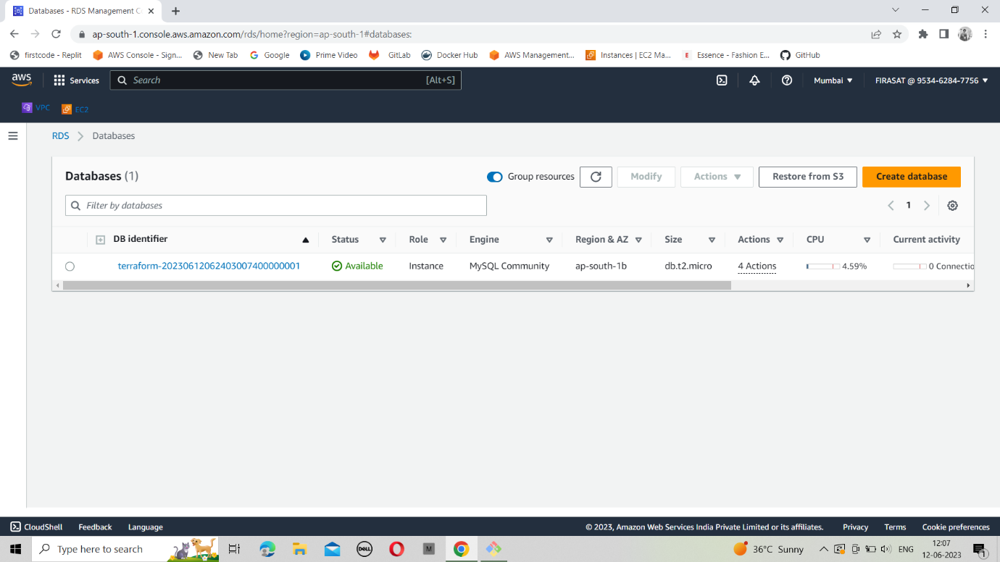 Databases - RDS Management C
ap-south-1.console.aws.amazon.com/rds/home?region=ap-south-1#databases:
firstcode - Replit AWS Console - Sign... New Tab Google Prime Video GitLab Docker Hub AWS Management... Instances | EC2 Ma... E Essence - Fashion E... GitHub
aws Services Search [Alt+S] Mumbai FIRASAT @ 9534-6284-7756
VPC EC2
RDS Databases
Databases (1) Group resources Modify Actions Restore from S3 Create database
Filter by databases 1
DB identifier Status Role Engine Region & AZ Size Actions CPU Current activity
terraform-20230612062403007400000001 Available Instance MySQL Community ap-south-1b db.t2.micro 4 Actions 4.59% 0 Connectio
CloudShell Feedback Language © 2023, Amazon Web Services India Private Limited or its affiliates. Privacy Terms Cookie preferences
Type here to search DELL M 36°C Sunny ENG 12:07 1
12-06-2023